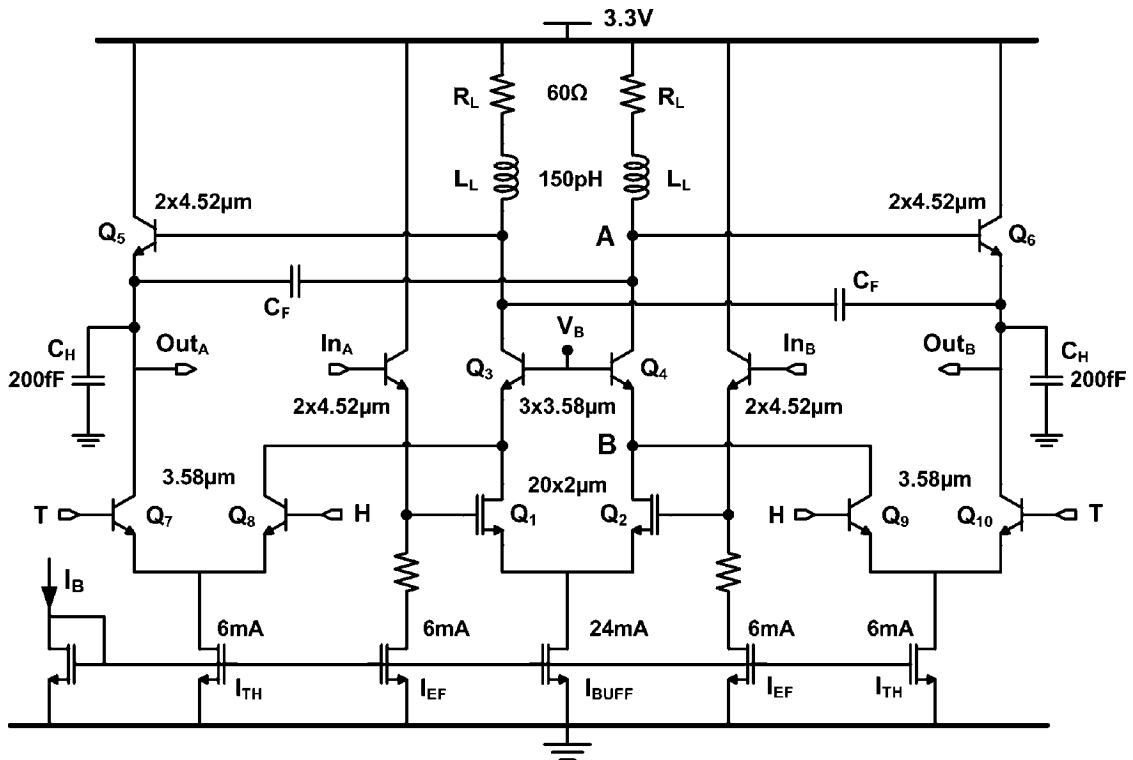 3.3V
R_L 60Ω R_L
L_L 150pH L_L
2x4.52µm 2x4.52µm
Q_5 A Q_6
C_F C_F
V_B
C_H Out_A In_A In_B Out_B C_H
200fF Q_3 Q_4 200fF
2x4.52µm 3x3.58µm 2x4.52µm
B
3.58µm 20x2µm 3.58µm
T Q_7 Q_8 H Q_1 Q_2 H Q_9 Q_10 T
I_B
6mA 6mA 24mA 6mA 6mA
I_TH I_EF I_BUFF I_EF I_TH